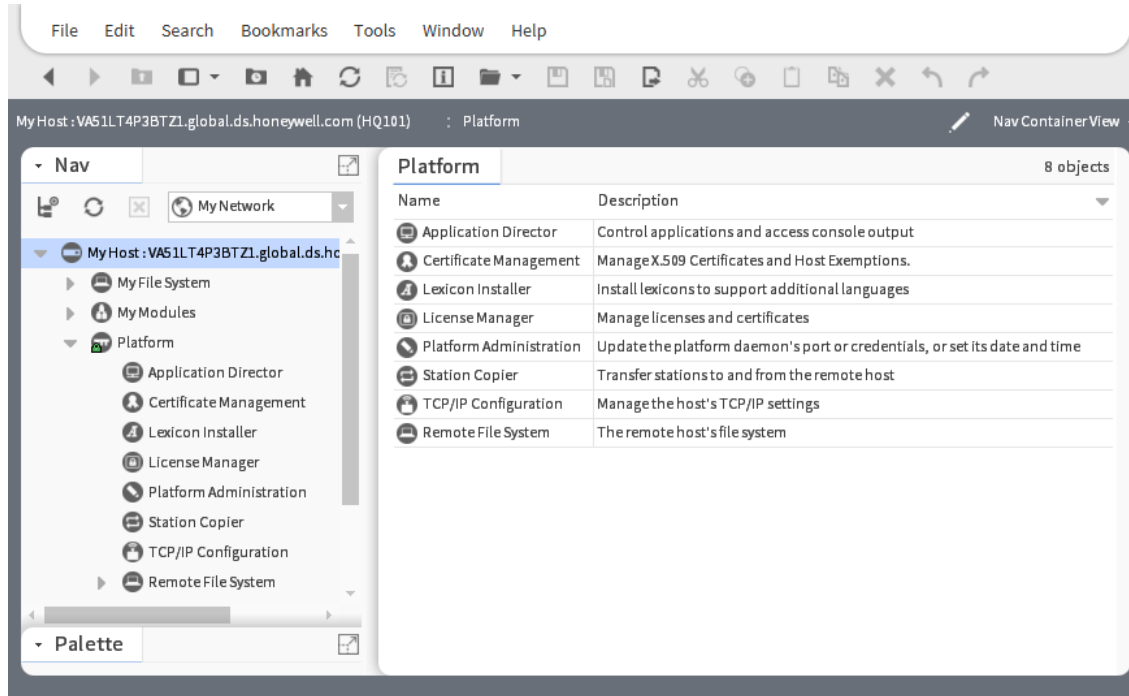 File Edit Search Bookmarks Tools Window Help
My Host : VA51LT4P3BTZ1.global.ds.honeywell.com (HQ101) : Platform Nav Container View
Nav
My Network
My Host : VA51LT4P3BTZ1.global.ds.hc
My File System
My Modules
Platform
Application Director
Certificate Management
Lexicon Installer
License Manager
Platform Administration
Station Copier
TCP/IP Configuration
Remote File System
Palette
Platform 8 objects
Name Description
Application Director Control applications and access console output
Certificate Management Manage X.509 Certificates and Host Exemptions.
Lexicon Installer Install lexicons to support additional languages
License Manager Manage licenses and certificates
Platform Administration Update the platform daemon's port or credentials, or set its date and time
Station Copier Transfer stations to and from the remote host
TCP/IP Configuration Manage the host's TCP/IP settings
Remote File System The remote host's file system